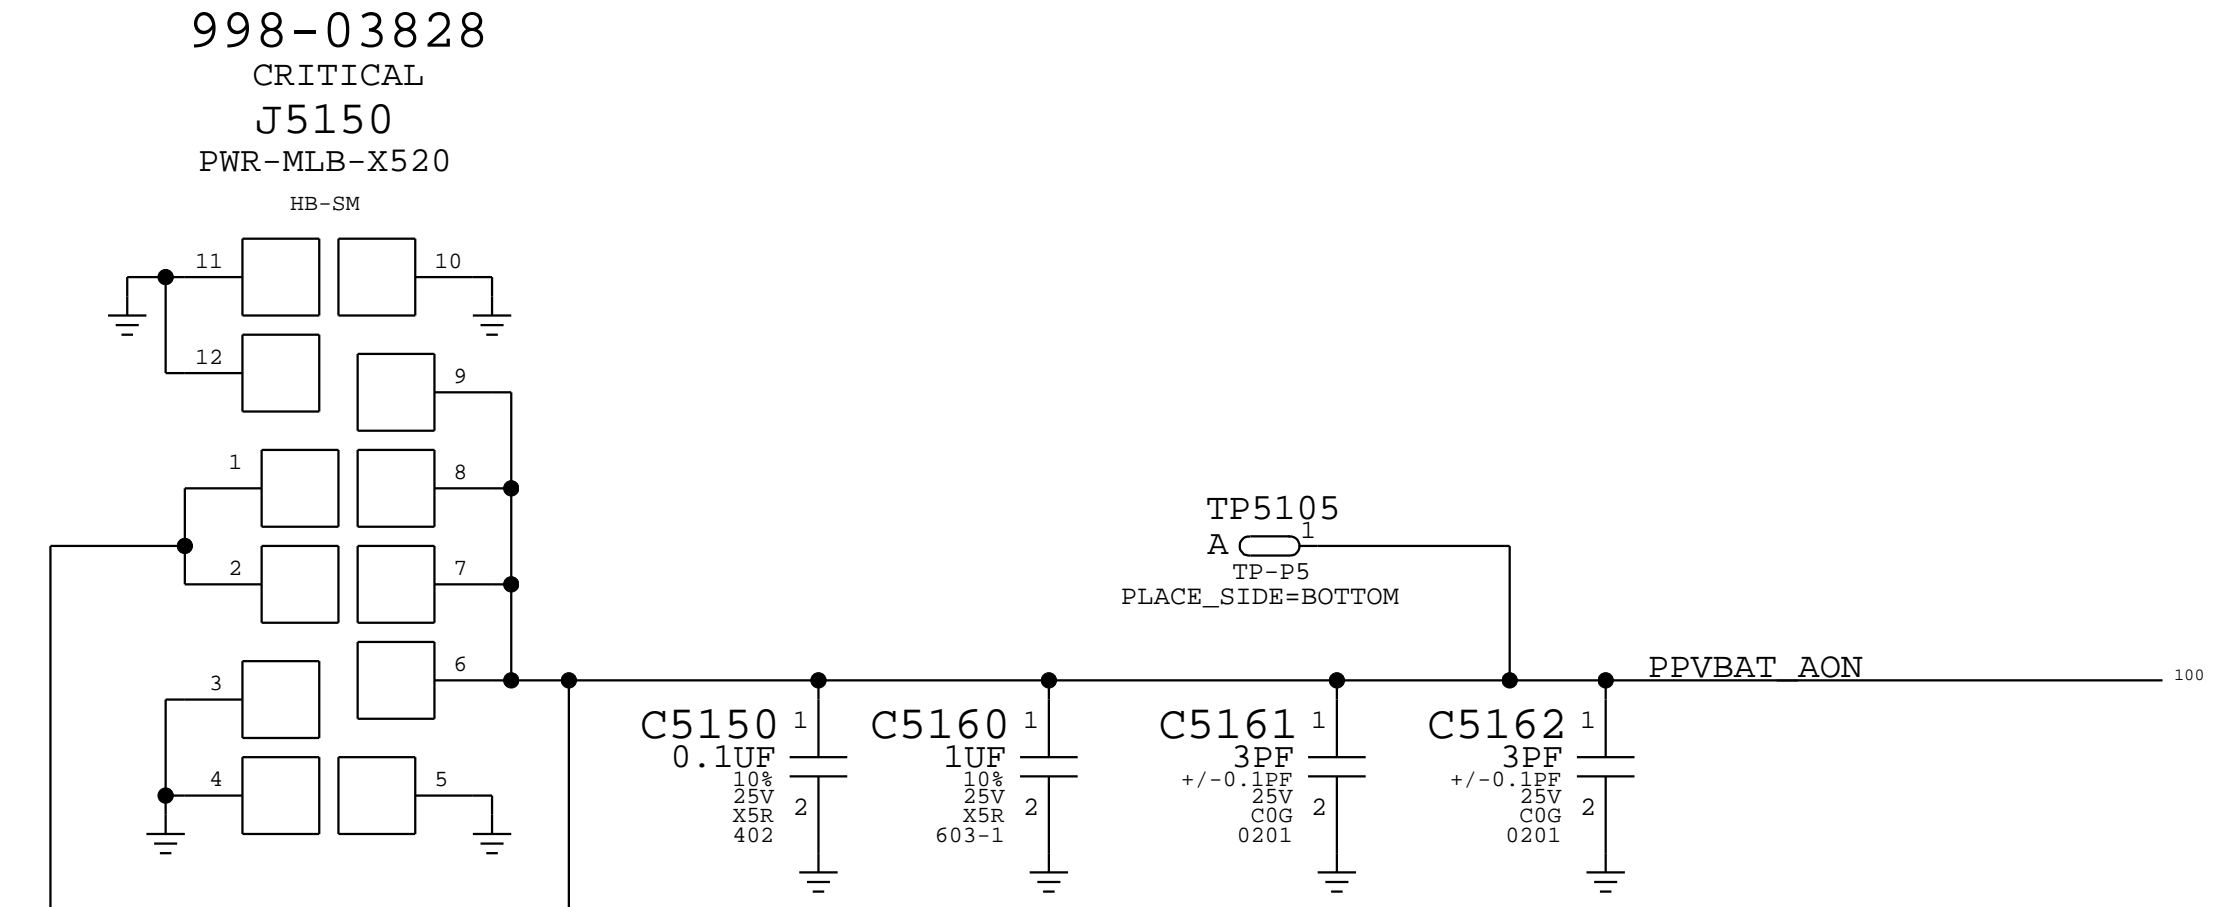 998-03828
CRITICAL
J5150
PWR-MLB-X520
HB-SM
11
10
12
9
1
8
2
7
6
3
4
5
TP5105
1
A
TP-P5
PLACE_SIDE=BOTTOM
PPVBAT_AON
100
C5150
1
0.1UF
10%
25V
X5R
2
402
C5160
1
1UF
10%
25V
X5R
2
603-1
C5161
1
3PF
+/-0.1PF
25V
C0G
2
0201
C5162
1
3PF
+/-0.1PF
25V
C0G
2
0201